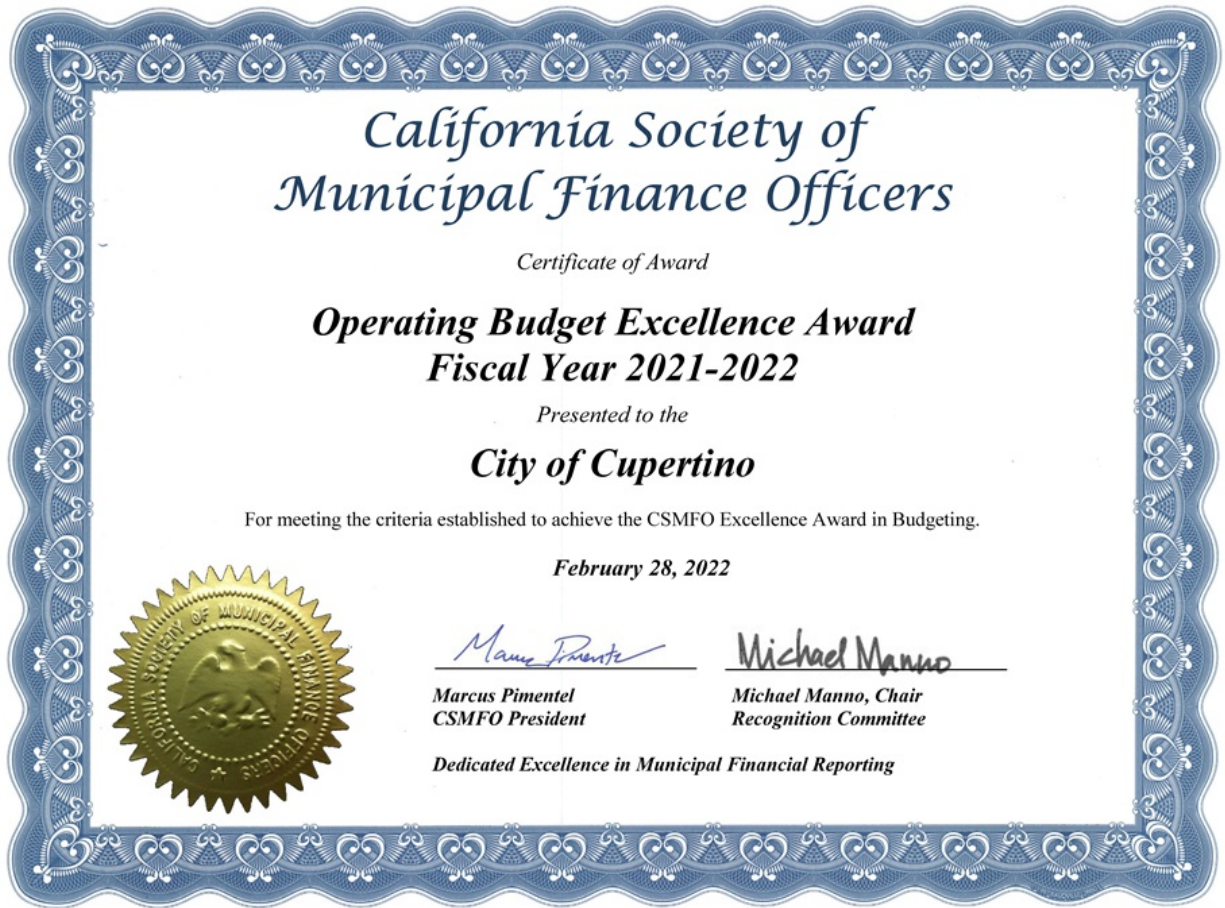 California Society of
Municipal Finance Officers
Certificate of Award
Operating Budget Excellence Award
Fiscal Year 2021-2022
Presented to the
City of Cupertino
For meeting the criteria established to achieve the CSMFO Excellence Award in Budgeting.
February 28, 2022
CALIFORNIA SOCIETY OF MUNICIPAL FINANCE OFFICERS
Michael Manno
Marcus Pimentel
CSMFO President
Michael Manno, Chair
Recognition Committee
Dedicated Excellence in Municipal Financial Reporting